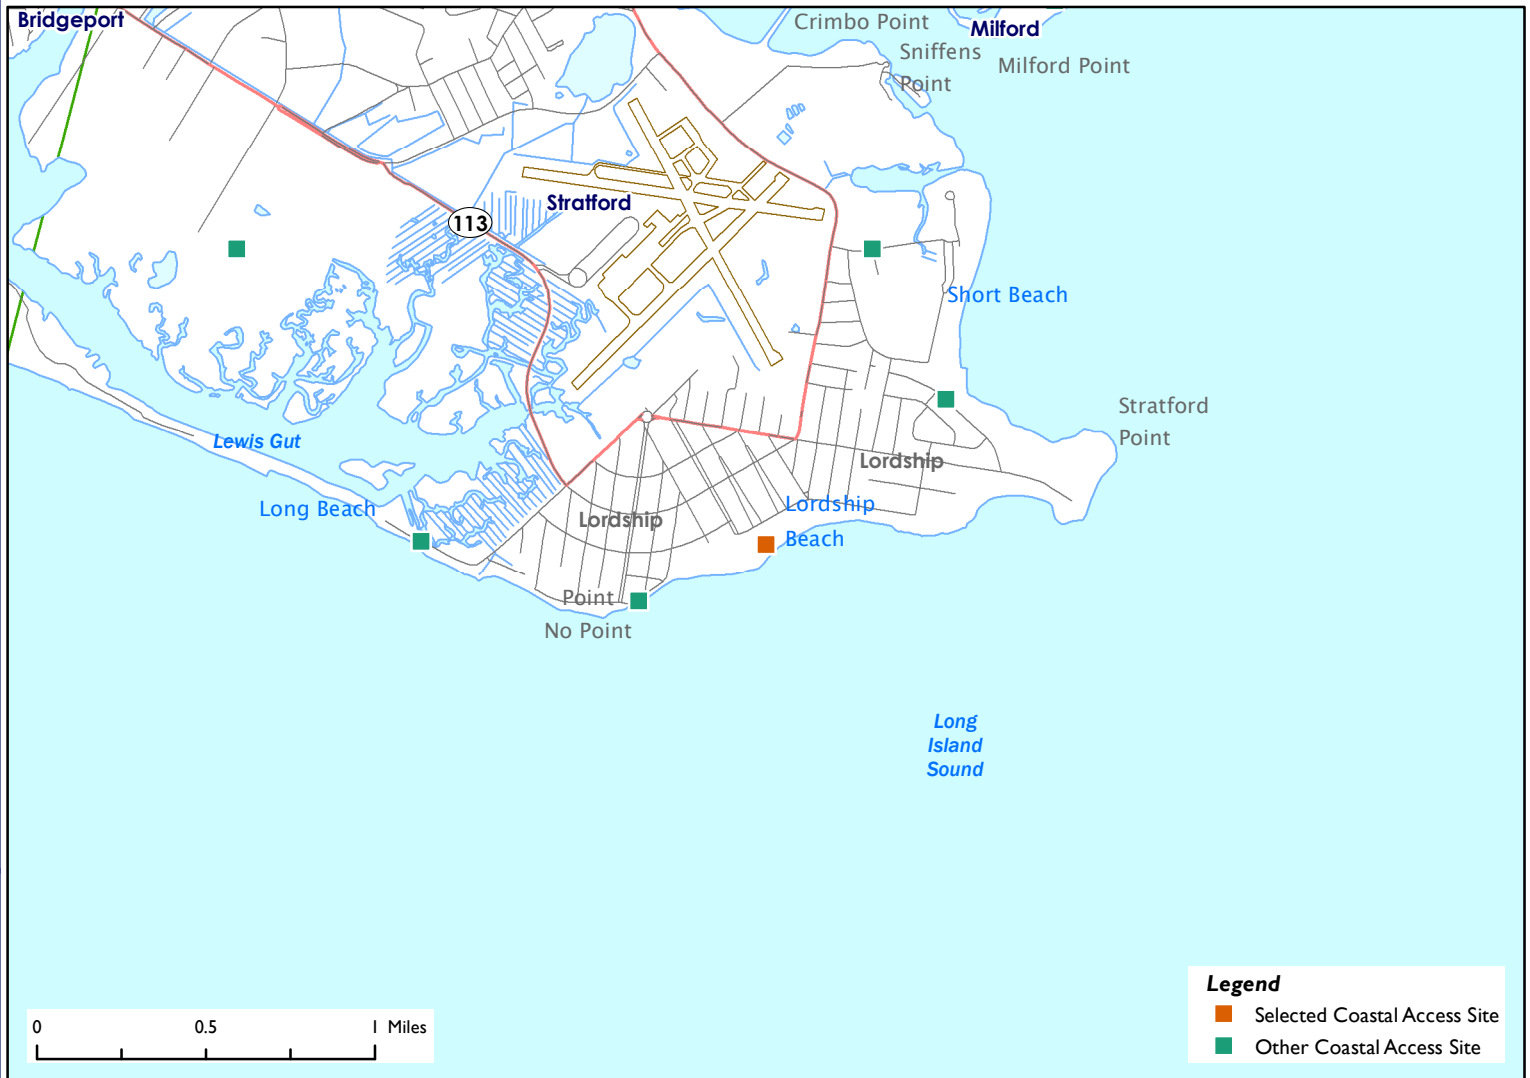 Bridgeport
Crimbo Point
Milford
Sniffens
Point
Milford Point
113
Stratford
Short Beach
Stratford
Point
Lewis Gut
Lordship
Long Beach
Lordship
Beach
Lordship
Point
No Point
Long
Island
Sound
Legend
Selected Coastal Access Site
Other Coastal Access Site
0 0.5 1 Miles